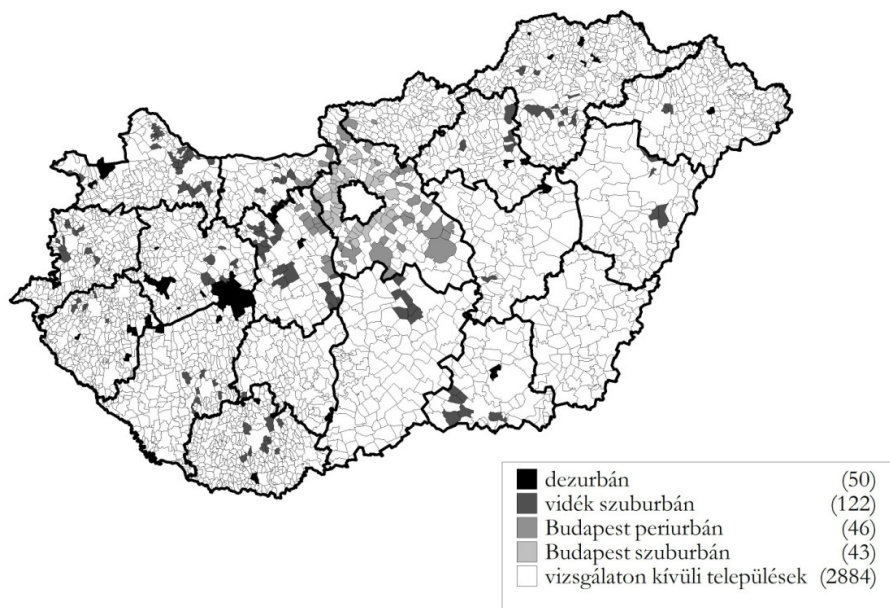 dezurbán (50)
vidék szuburbán (122)
Budapest periurbán (46)
Budapest szuburbán (43)
vizsgálaton kívüli települések (2884)